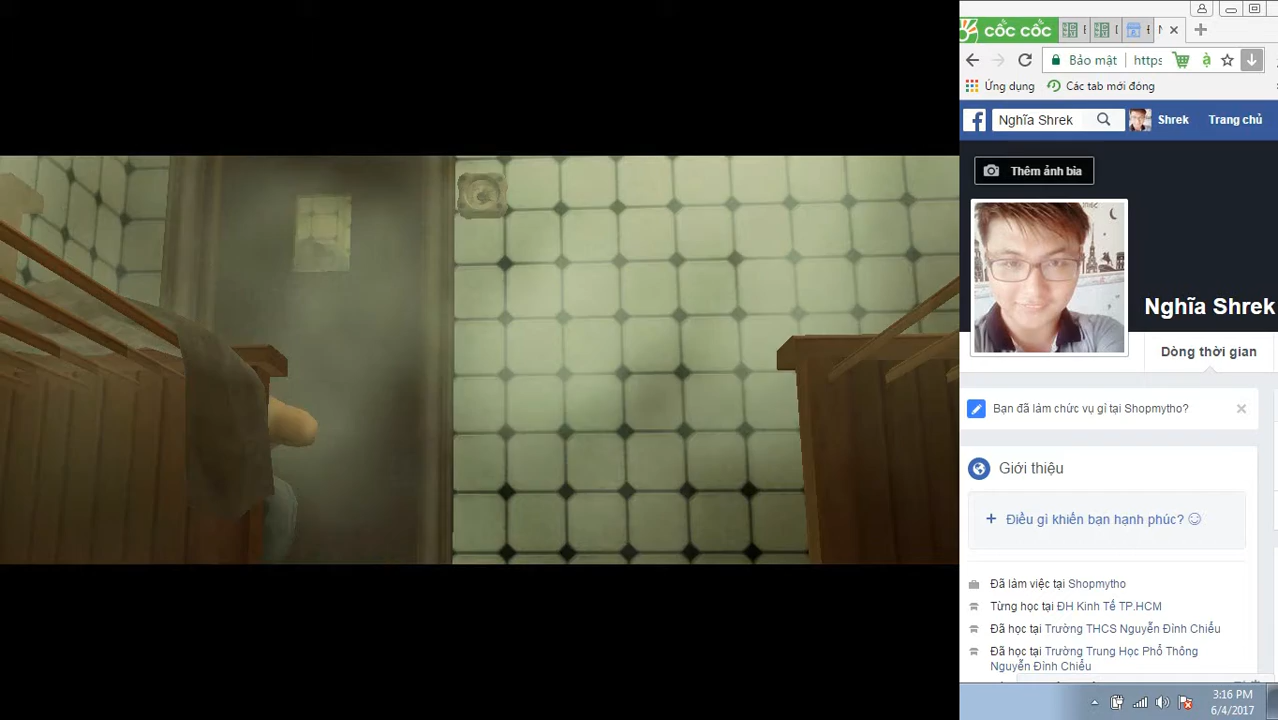 cốc cốc
Bảo mật
https
Ứng dụng
Các tab mới đóng
Nghĩa Shrek
Shrek
Trang chủ
Thêm ảnh bìa
Nghĩa Shrek
Dòng thời gian
Bạn đã làm chức vụ gì tại Shopmytho?
Giới thiệu
+ Điều gì khiến bạn hạnh phúc?
Đã làm việc tại Shopmytho
Từng học tại ĐH Kinh Tế TP.HCM
Đã học tại Trường THCS Nguyễn Đình Chiểu
Đã học tại Trường Trung Học Phổ Thông
Nguyễn Đình Chiểu
3:16 PM
6/4/2017